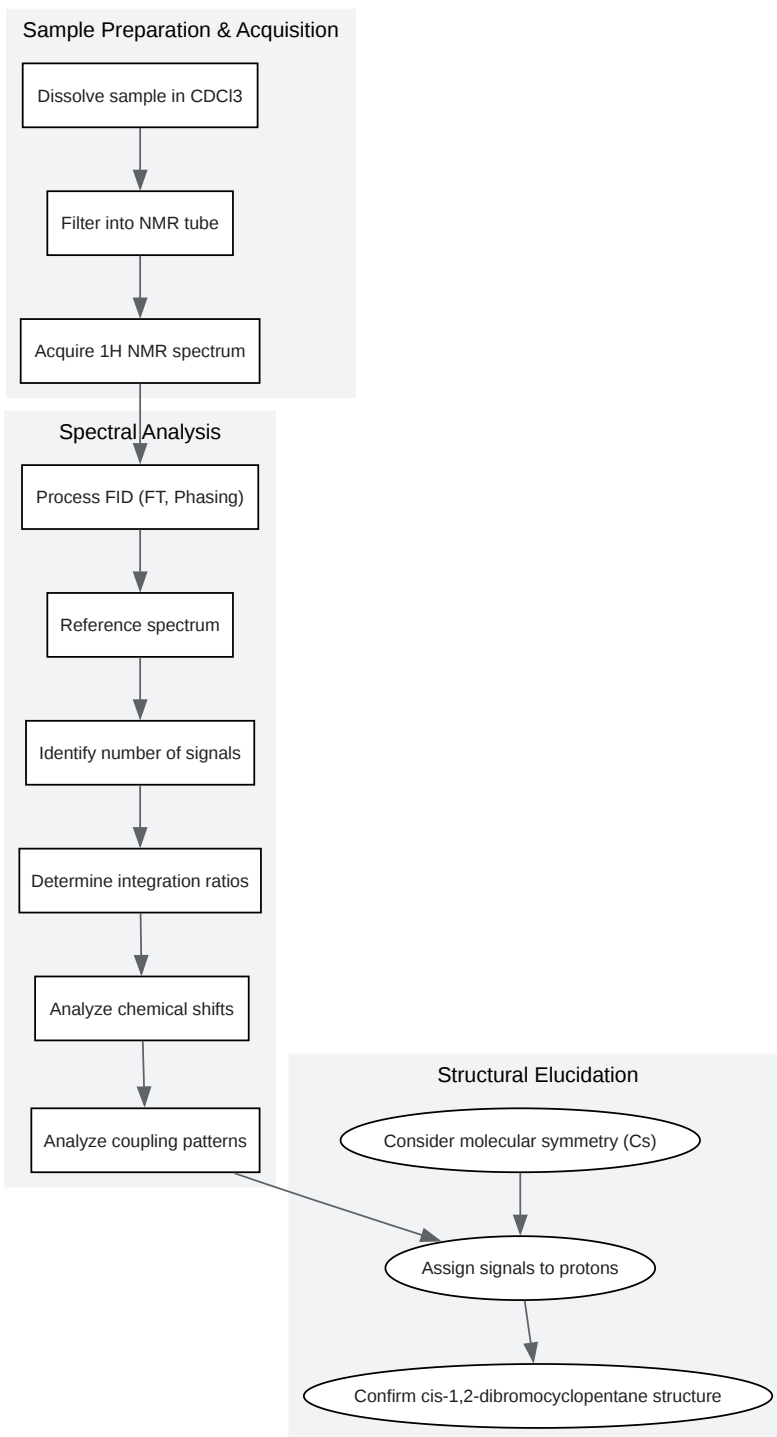 Sample Preparation & Acquisition
Dissolve sample in CDCl3
Filter into NMR tube
Acquire 1H NMR spectrum
Spectral Analysis
Process FID (FT, Phasing)
Reference spectrum
Identify number of signals
Determine integration ratios
Analyze chemical shifts
Analyze coupling patterns
Structural Elucidation
Consider molecular symmetry (Cs)
Assign signals to protons
Confirm cis-1,2-dibromocyclopentane structure